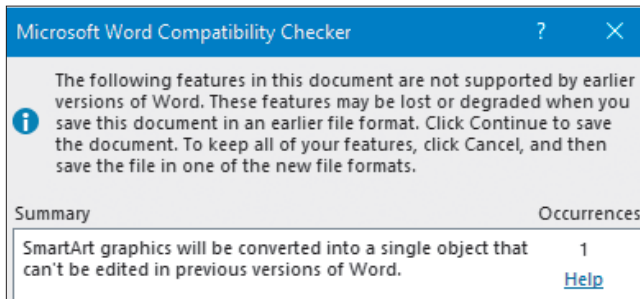 Microsoft Word Compatibility Checker ? ×
The following features in this document are not supported by earlier
versions of Word. These features may be lost or degraded when you
save this document in an earlier file format. Click Continue to save
the document. To keep all of your features, click Cancel, and then
save the file in one of the new file formats.
Summary Occurrences
SmartArt graphics will be converted into a single object that 1
can't be edited in previous versions of Word.
Help